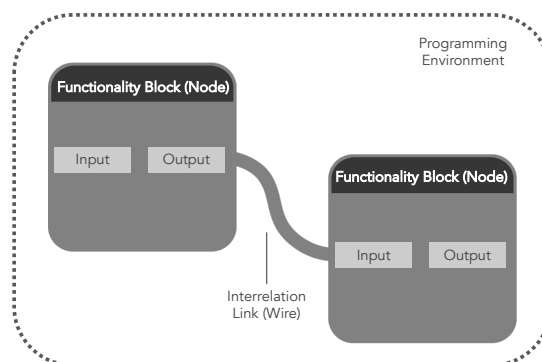 Programming
Environment
Functionality Block (Node)
Input
Output
Functionality Block (Node)
Input
Output
Interrelation
Link (Wire)